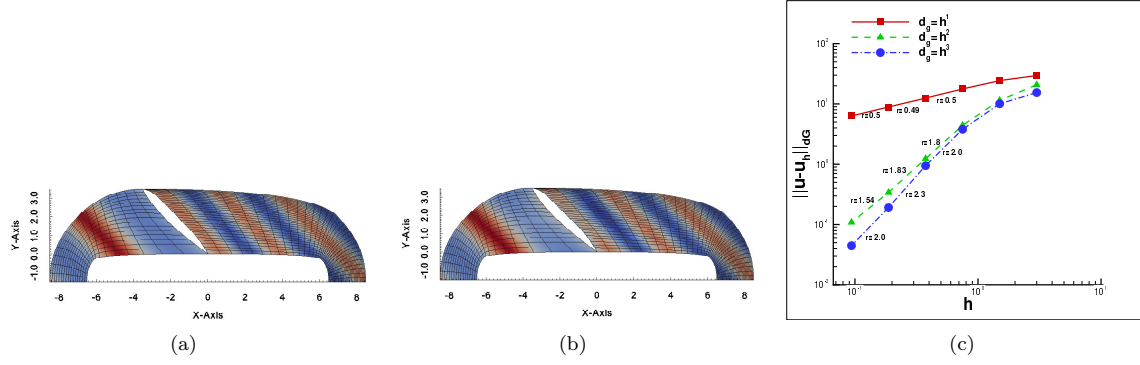 Y-Axis
3.0
2.0
1.0
0.0
-1.0
-8
-6
-4
-2
0
2
4
6
8
X-Axis
(a)
Y-Axis
3.0
2.0
1.0
0.0
-1.0
-8
-6
-4
-2
0
2
4
6
8
X-Axis
(b)
d_g=h^1
d_g=h^2
d_g=h^3
||u-u_h||_dG
10^2
10^1
10^0
10^-1
10^-2
r=0.5
r=0.49
r=0.5
r=1.8
r=2.0
r=1.83
r=2.3
r=1.54
r=2.0
10^-1
10^0
10^1
h
(c)